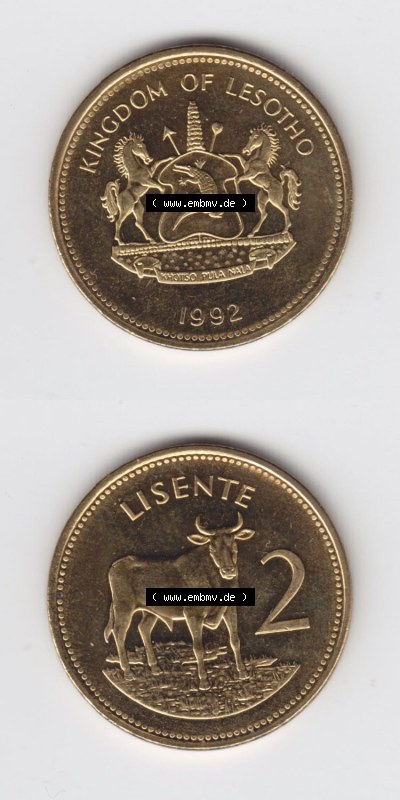 KINGDOM OF LESOTHO
( www.embmv.de )
KHOTSO PULA NALA
1992
LISENTE
( www.embmv.de )
2